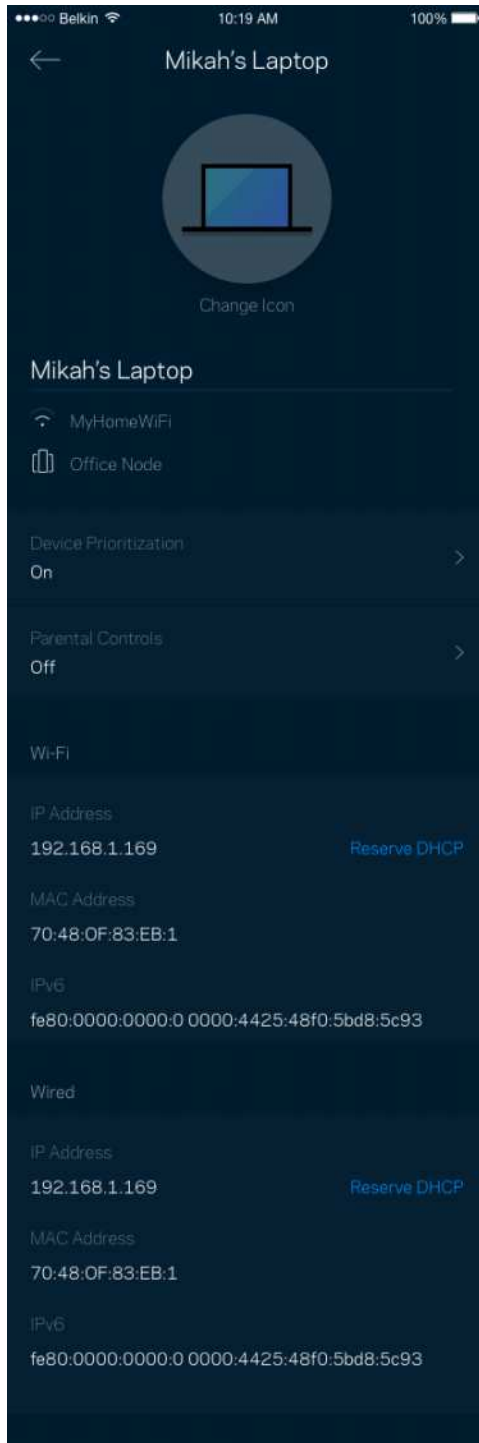 Belkin 10:19 AM 100%
Mikah's Laptop
Change Icon
Mikah's Laptop
MyHomeWiFi
Office Node
Device Prioritization
On
Parental Controls
Off
Wi-Fi
IP Address
192.168.1.169 Reserve DHCP
MAC Address
70:48:0F:83:EB:1
IPv6
fe80:0000:0000:0 0000:4425:48f0:5bd8:5c93
Wired
IP Address
192.168.1.169 Reserve DHCP
MAC Address
70:48:0F:83:EB:1
IPv6
fe80:0000:0000:0 0000:4425:48f0:5bd8:5c93